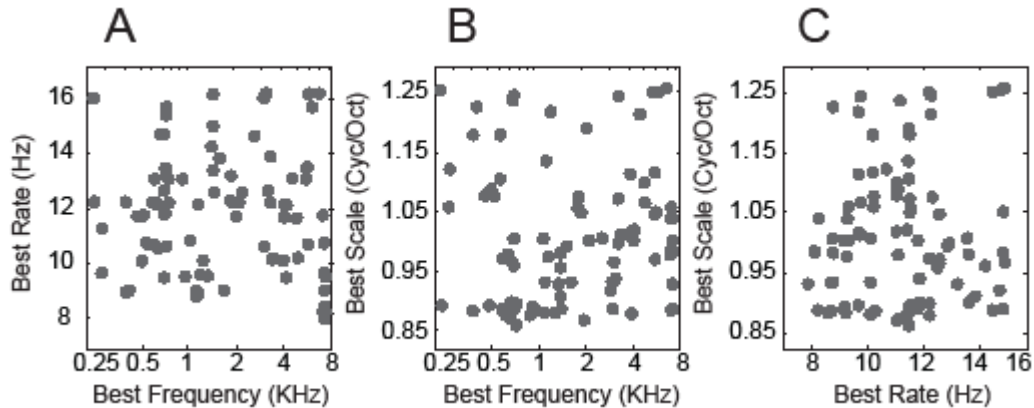 A
B
C
Best Rate (Hz)
16
14
12
10
8
0.25 0.5 1 2 4 8
Best Frequency (KHz)
Best Scale (Cyc/Oct)
1.25
1.15
1.05
0.95
0.85
0.25 0.5 1 2 4 8
Best Frequency (KHz)
Best Scale (Cyc/Oct)
1.25
1.15
1.05
0.95
0.85
8 10 12 14 16
Best Rate (Hz)